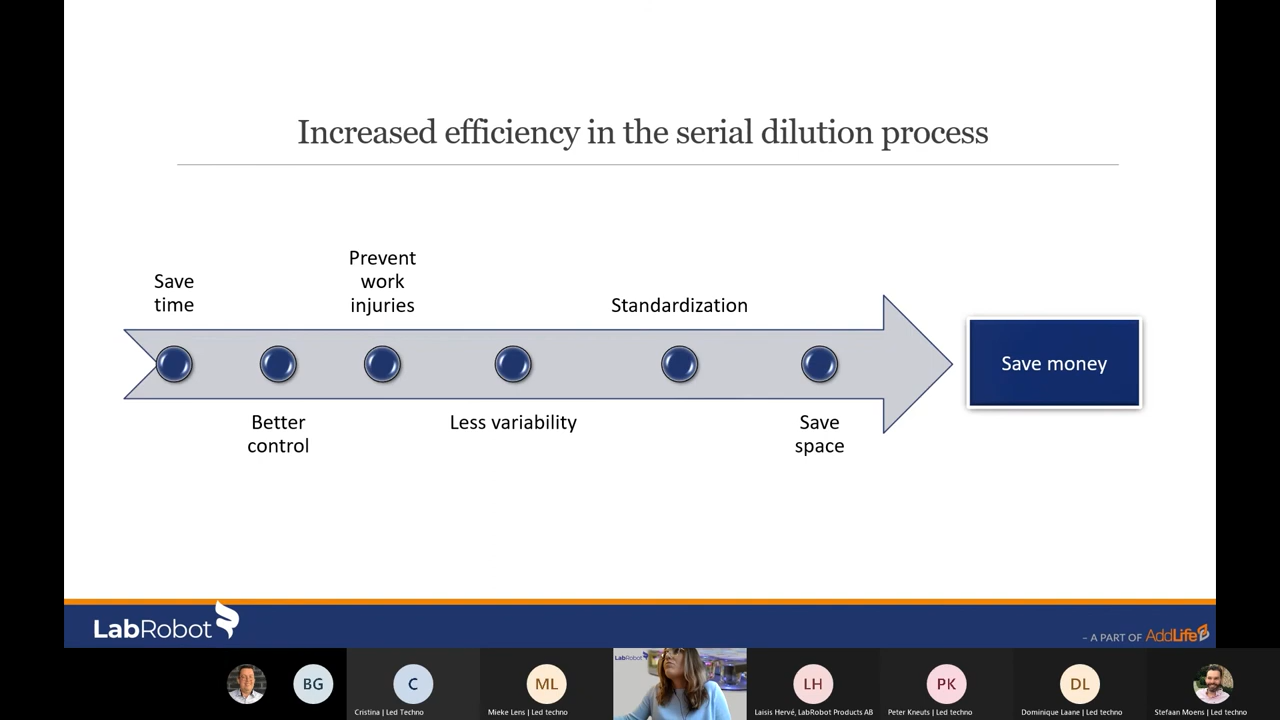 Increased efficiency in the serial dilution process
Save
time
Prevent
work
injuries
Standardization
Save money
Better
control
Less variability
Save
space
LabRobot
– A PART OF AddLife
BG
C
Cristina | Led Techno
ML
Mieke Lens | Led techno
LabRobot
LH
Laisis Hervé, LabRobot Products AB
PK
Peter Kneuts | Led techno
DL
Dominique Laane | Led techno
Stefaan Moens | Led techno